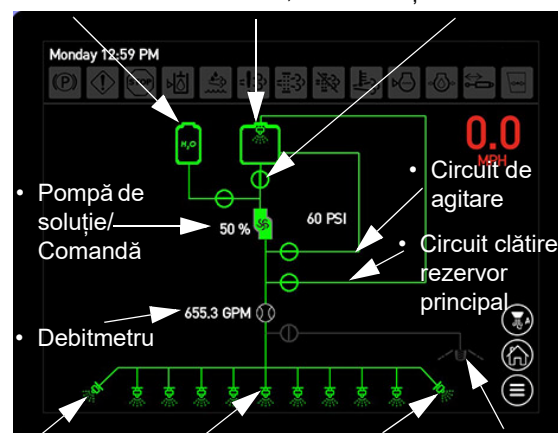 Monday 12:59 PM
STOP
H₂O
0.0
MPH
• Circuit de
agitare
• Pompă de
soluție/
Comandă
50 %
60 PSI
• Circuit clătire
rezervor
principal
655.3 GPM
• Debitmetru
A